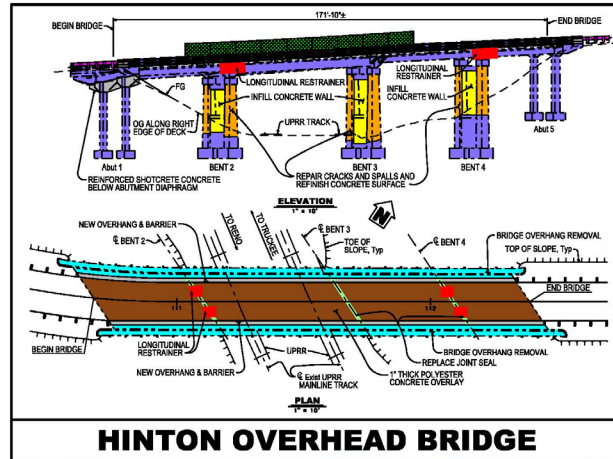 171'-10"±
BEGIN BRIDGE
END BRIDGE
LONGITUDINAL
RESTRAINER
LONGITUDINAL RESTRAINER
FG
INFILL CONCRETE WALL
INFILL
CONCRETE WALL
OG ALONG RIGHT
EDGE OF DECK
UPRR TRACK
Abut 1
BENT 2
BENT 3
BENT 4
Abut 5
REINFORCED SHOTCRETE CONCRETE
BELOW ABUTMENT DIAPHRAGM
REPAIR CRACKS AND SPALLS AND
REFINISH CONCRETE SURFACE
ELEVATION
1" = 10'
N
NEW OVERHANG & BARRIER
℄ BENT 2
TO RENO
TO TRUCKEE
℄ BENT 3
TOE OF
SLOPE, Typ
℄ BENT 4
BRIDGE OVERHANG REMOVAL
TOP OF SLOPE, Typ
111
112
END BRIDGE
BEGIN BRIDGE
LONGITUDINAL
RESTRAINER
NEW OVERHANG & BARRIER
UPRR
℄ Exist UPRR
MAINLINE TRACK
BRIDGE OVERHANG REMOVAL
REPLACE JOINT SEAL
1" THICK POLYESTER
CONCRETE OVERLAY
PLAN
1" = 10'
HINTON OVERHEAD BRIDGE